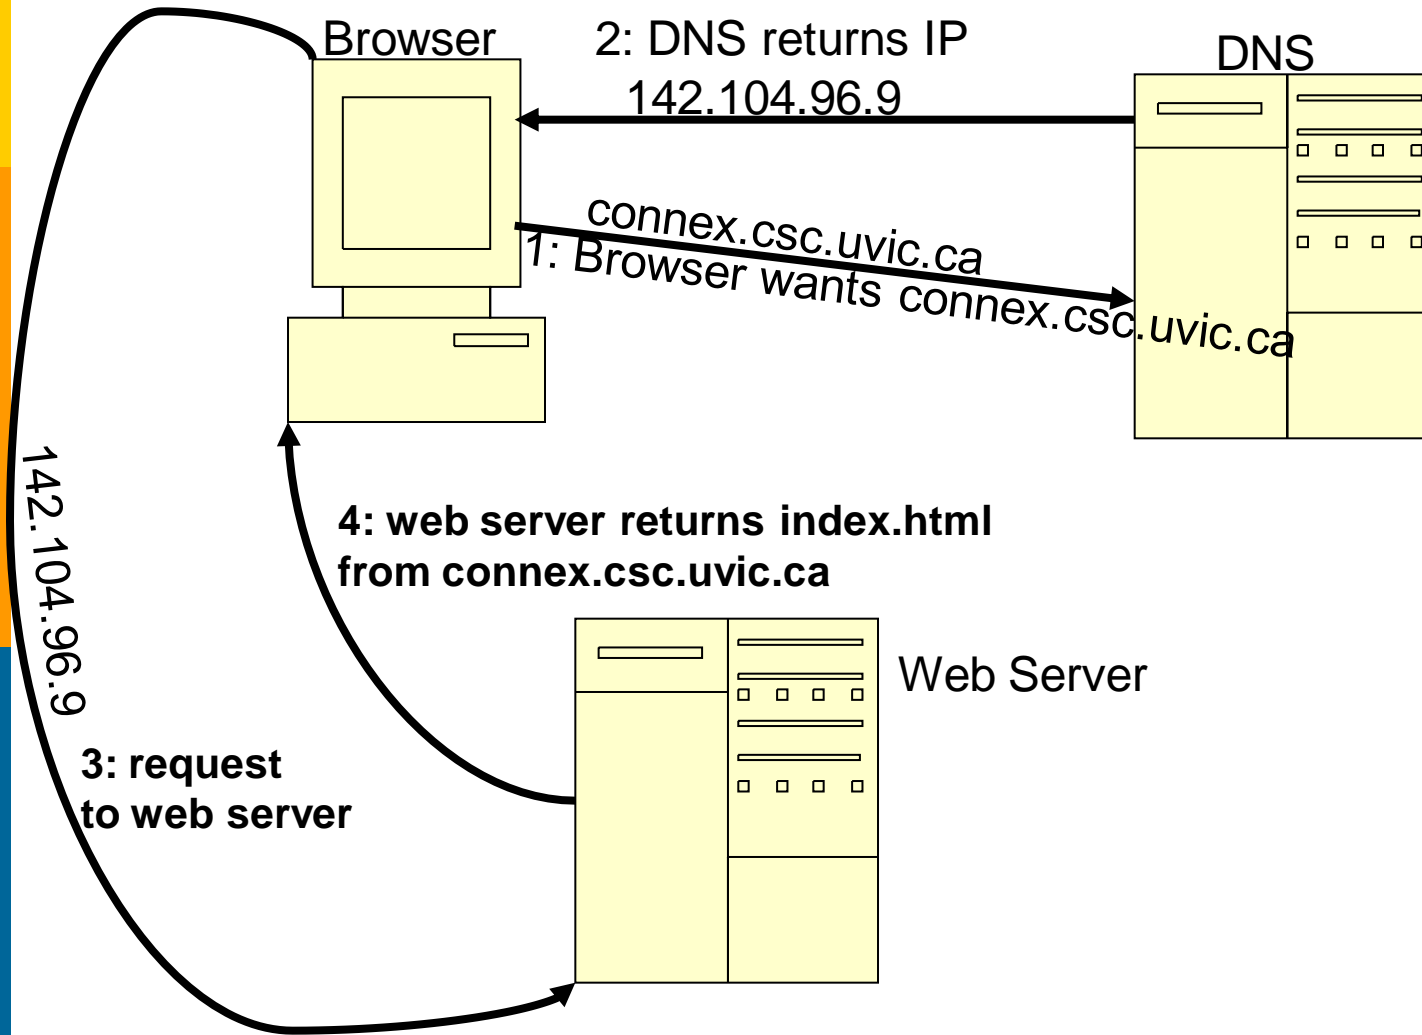 Browser
2: DNS returns IP
142.104.96.9
DNS
connex.csc.uvic.ca
1: Browser wants connex.csc.uvic.ca
142.104.96.9
4: web server returns index.html
from connex.csc.uvic.ca
Web Server
3: request
to web server